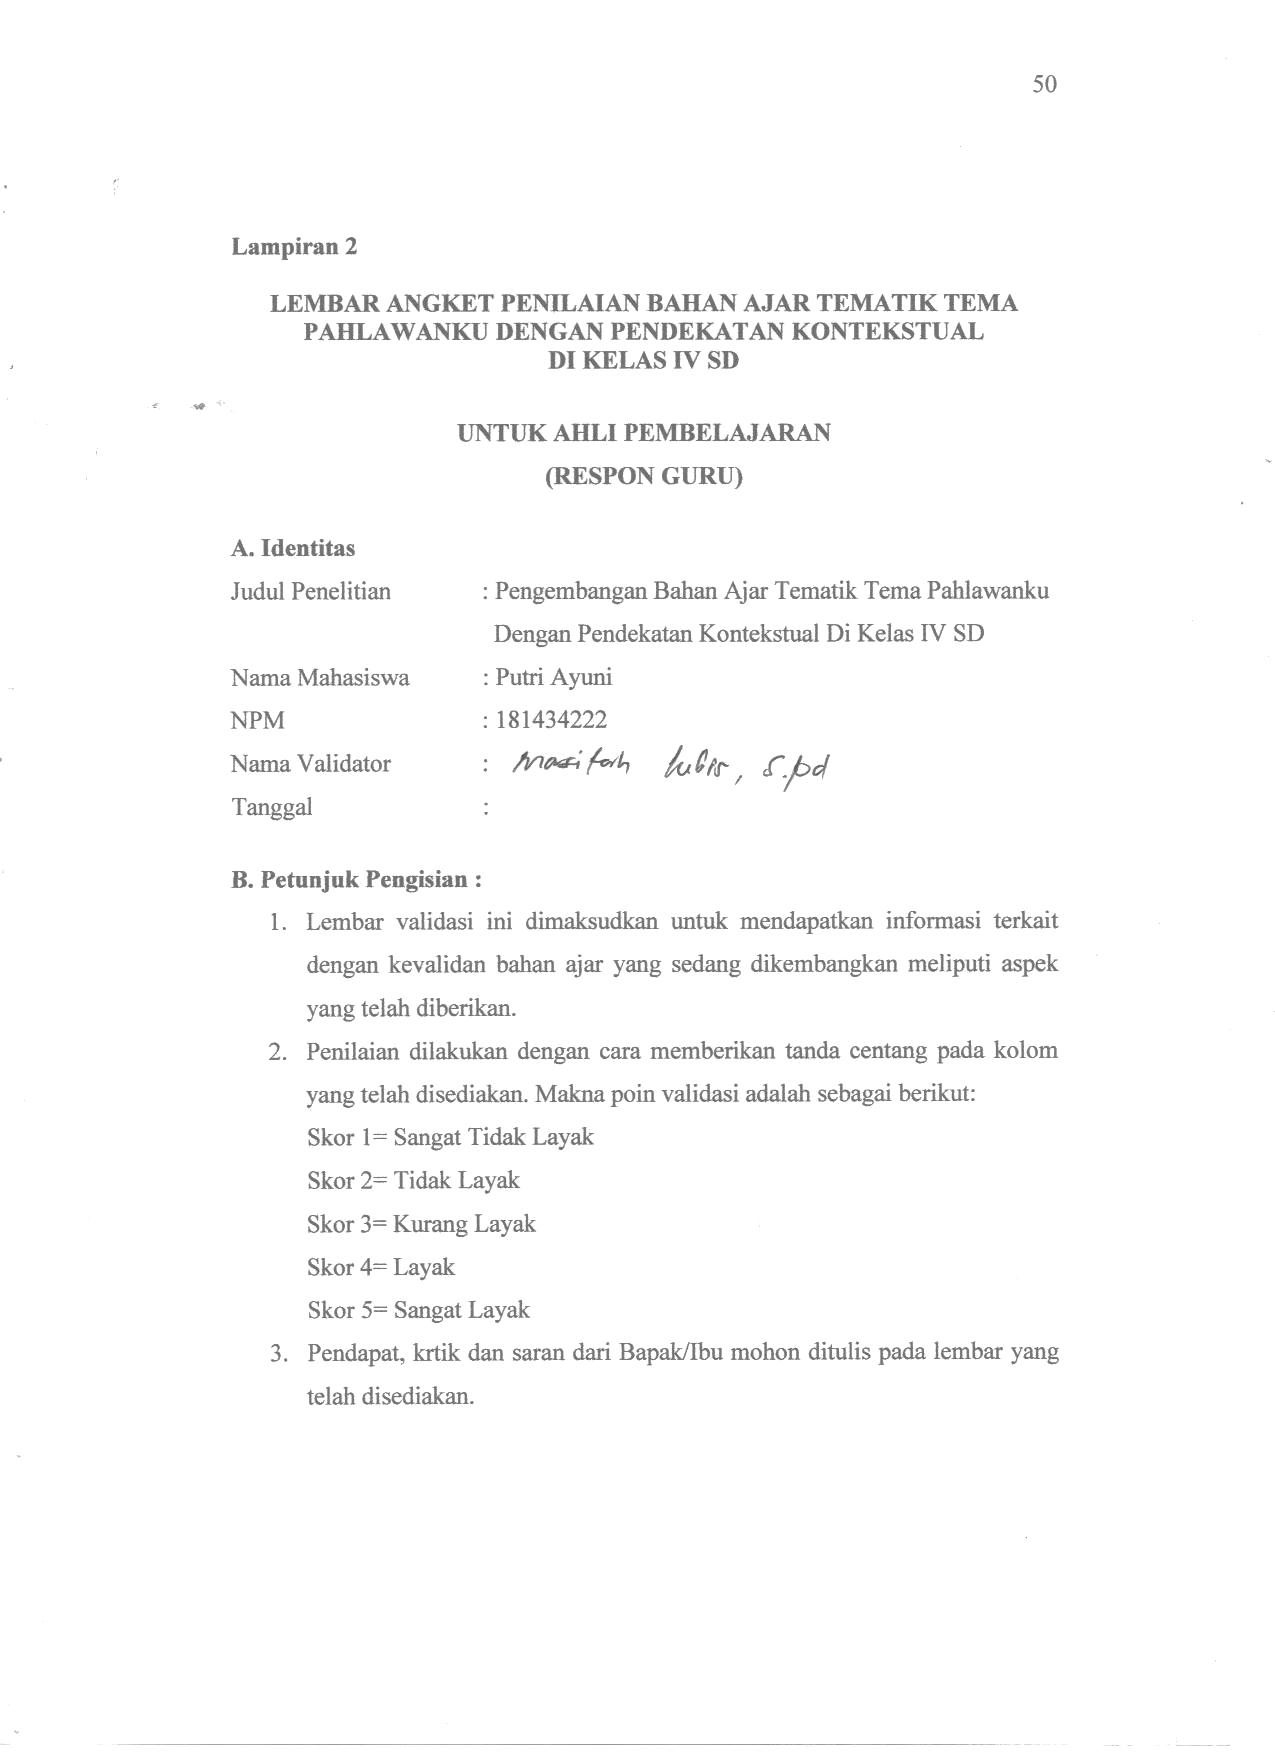 50
Lampiran 2
LEMBAR ANGKET PENILAIAN BAHAN AJAR TEMATIK TEMA
PAHLAWANKU DENGAN PENDEKATAN KONTEKSTUAL
DI KELAS IV SD
UNTUK AHLI PEMBELAJARAN
(RESPON GURU)
A. Identitas
Judul Penelitian : Pengembangan Bahan Ajar Tematik Tema Pahlawanku
Dengan Pendekatan Kontekstual Di Kelas IV SD
Nama Mahasiswa : Putri Ayuni
NPM : 181434222
Nama Validator : Masitah lubis, S.pd
Tanggal :
B. Petunjuk Pengisian :
1. Lembar validasi ini dimaksudkan untuk mendapatkan informasi terkait
dengan kevalidan bahan ajar yang sedang dikembangkan meliputi aspek
yang telah diberikan.
2. Penilaian dilakukan dengan cara memberikan tanda centang pada kolom
yang telah disediakan. Makna poin validasi adalah sebagai berikut:
Skor 1= Sangat Tidak Layak
Skor 2= Tidak Layak
Skor 3= Kurang Layak
Skor 4= Layak
Skor 5= Sangat Layak
3. Pendapat, krtik dan saran dari Bapak/Ibu mohon ditulis pada lembar yang
telah disediakan.